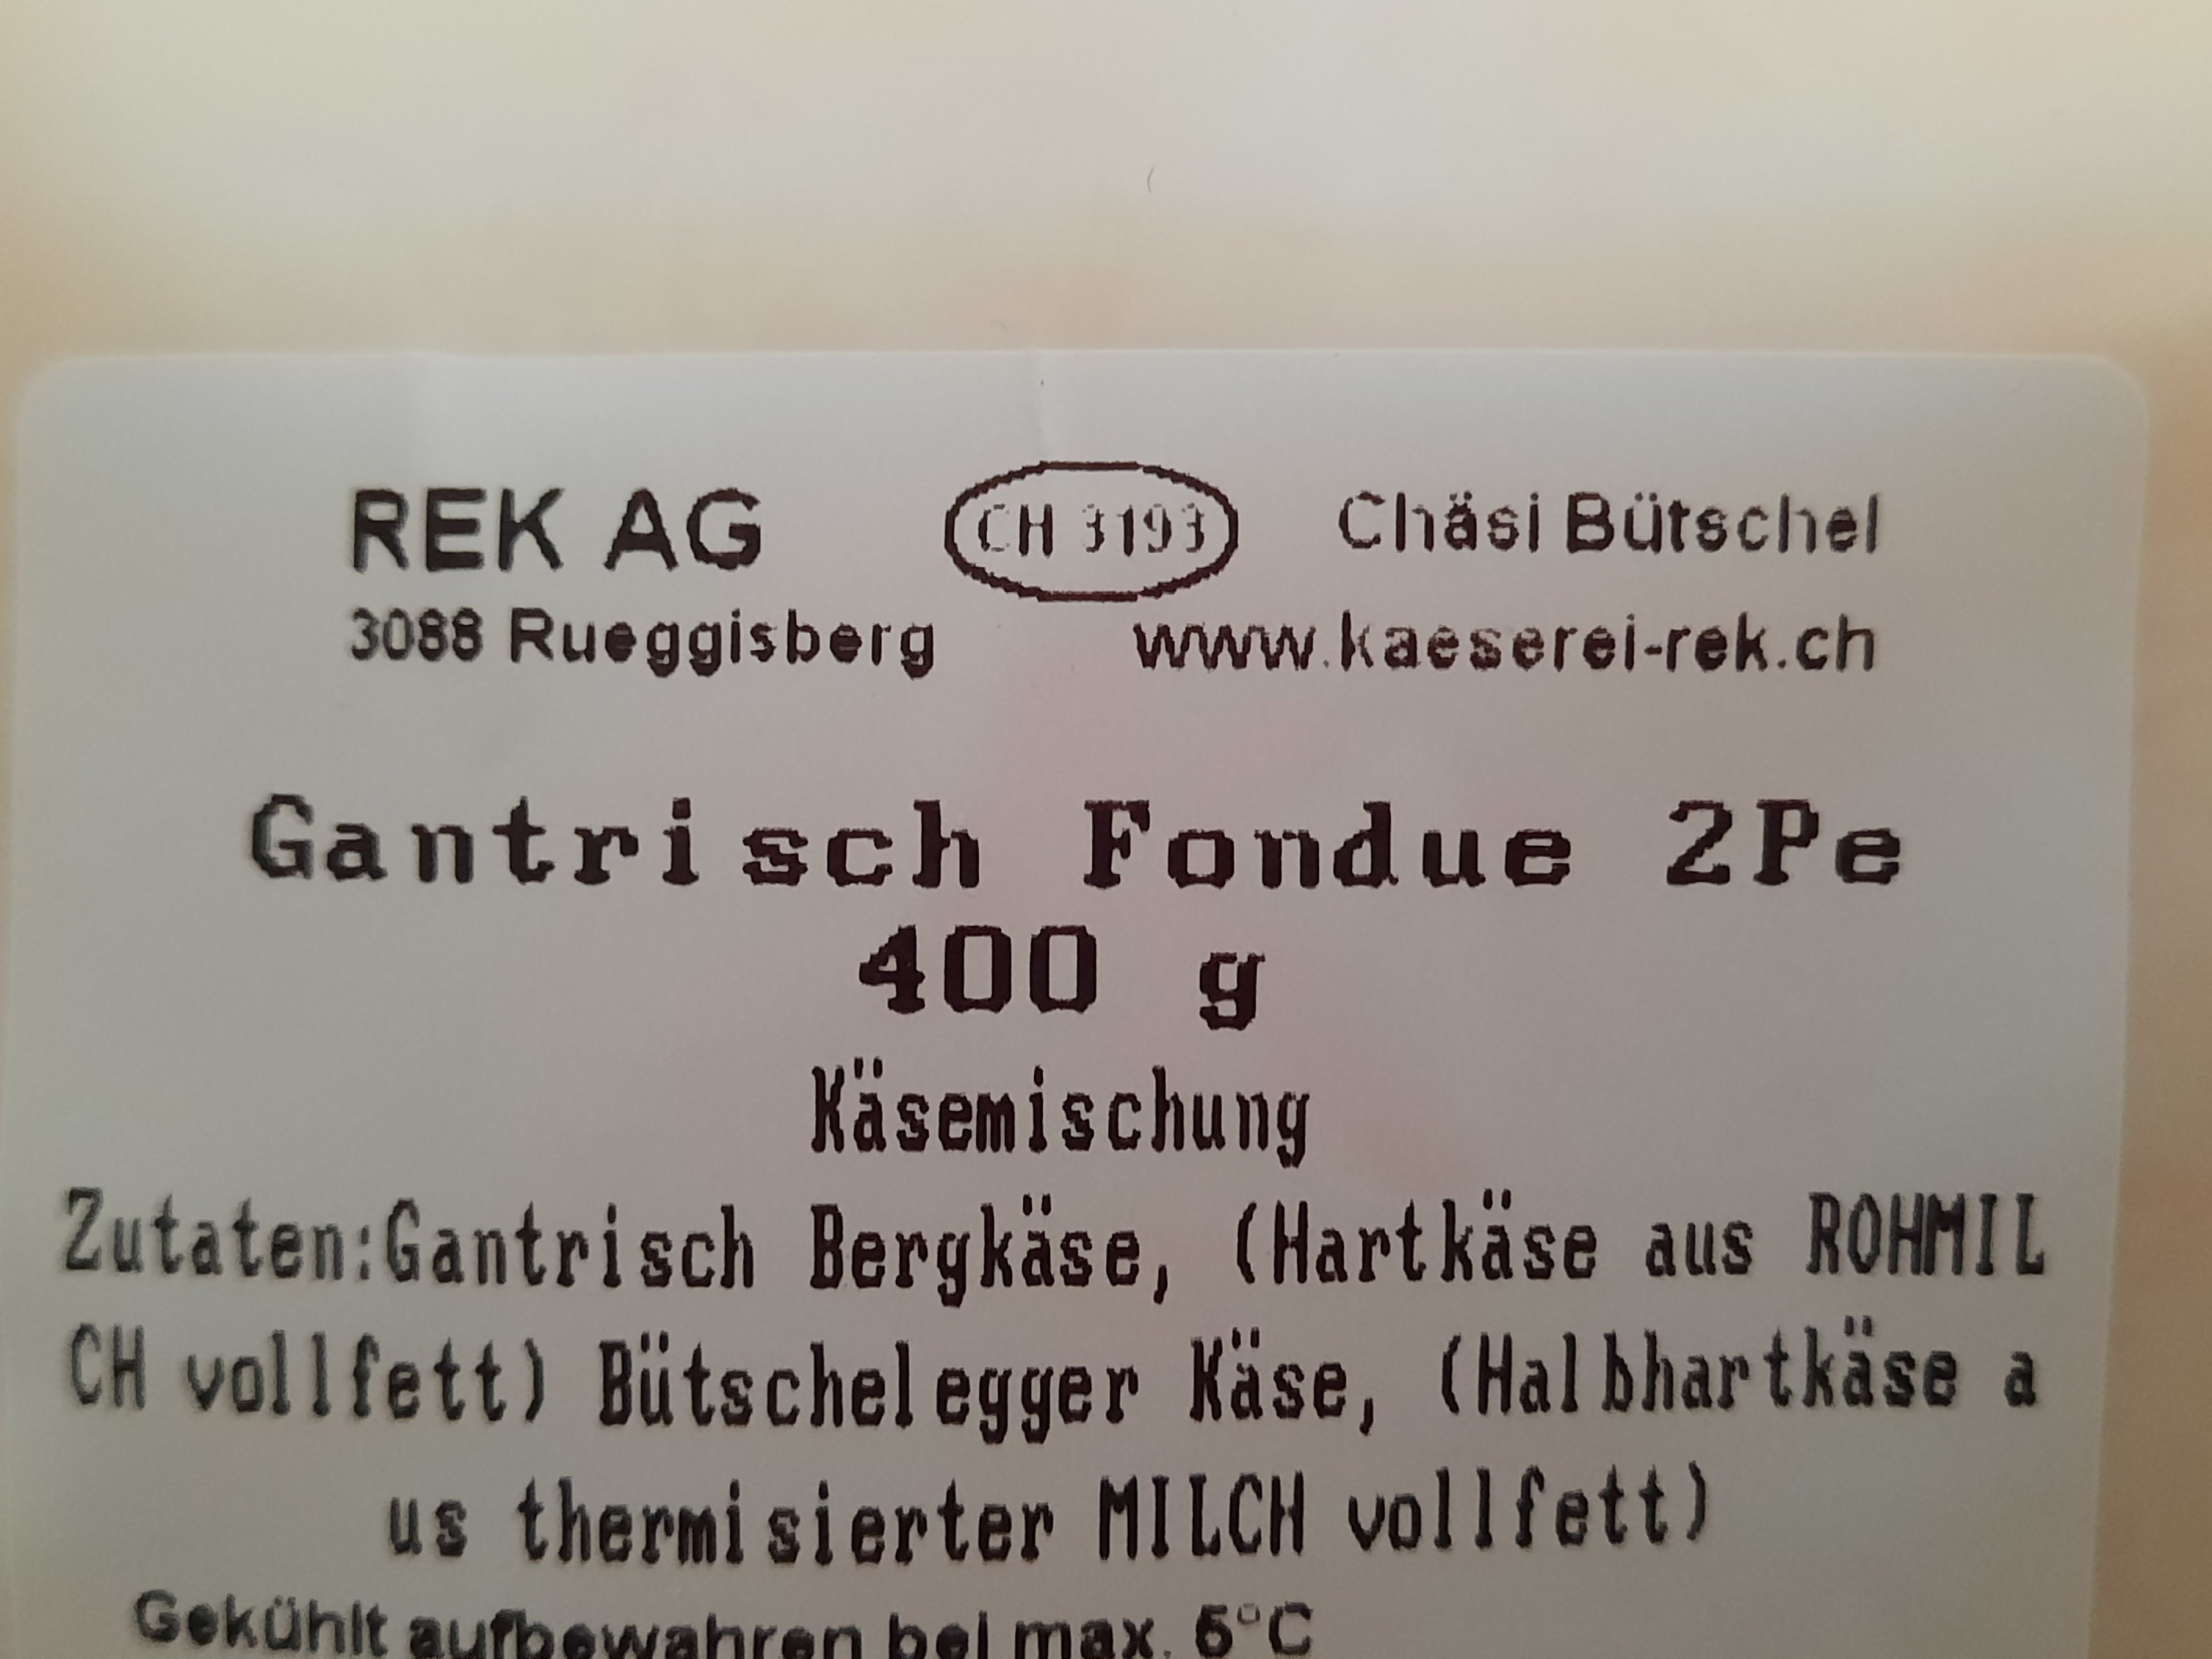 REK AG CH 3193 Chäsi Bütschel
3088 Rueggisberg www.kaeserei-rek.ch
Gantrisch Fondue 2Pe
400 g
Käsemischung
Zutaten:Gantrisch Bergkäse, (Hartkäse aus ROHMIL
CH vollfett) Bütschelegger Käse, (Halbhartkäse a
us thermisierter MILCH vollfett)
Gekühlt aufbewahren bei max. 5°C